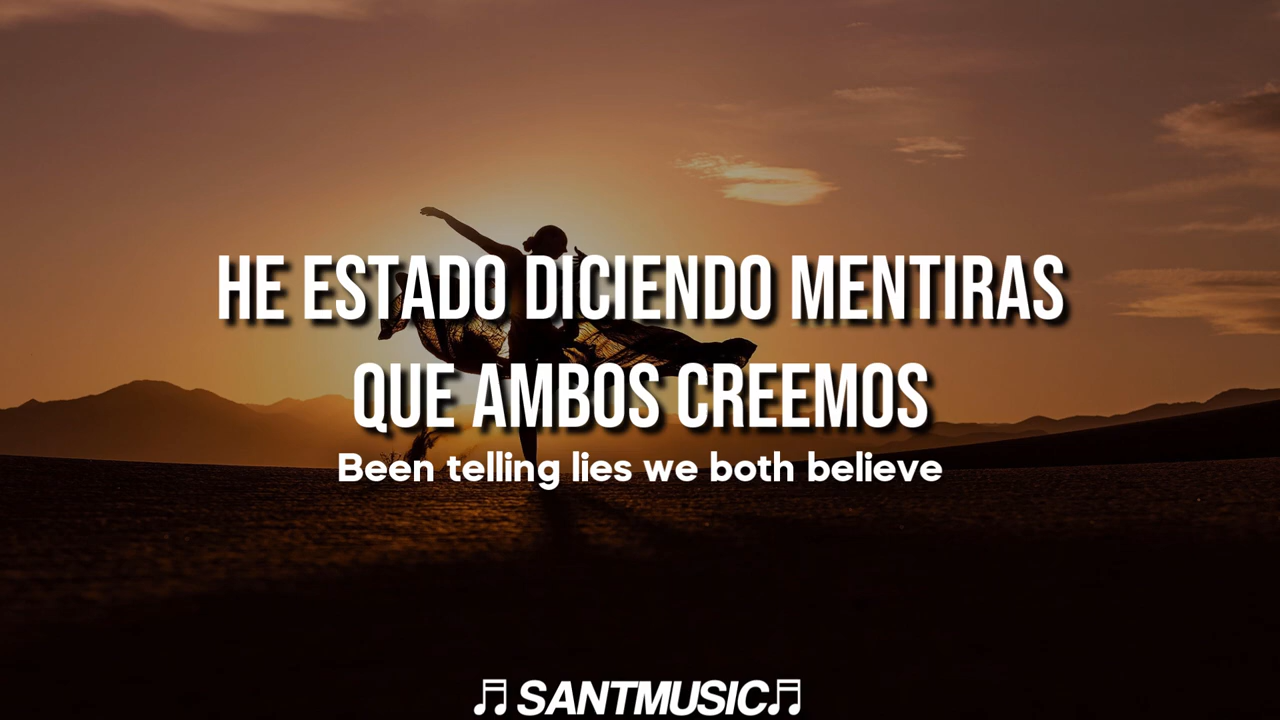 HE ESTADO DICIENDO MENTIRAS
QUE AMBOS CREEMOS
Been telling lies we both believe
♬ SANTMUSIC♬